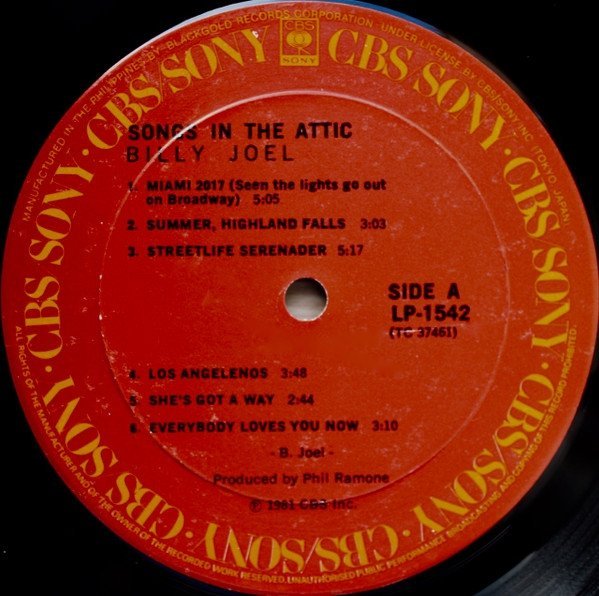 MANUFACTURED IN THE PHILIPPINES BY: BLACKGOLD RECORDS CORPORATION, UNDER LICENSE BY CBS/SONY INC. (TOKYO JAPAN)
CBS/SONY · CBS/SONY · CBS/SONY · CBS/SONY · CBS/SONY · CBS/SONY · CBS SONY · CBS/SONY
CBS
SONY
SONGS IN THE ATTIC
BILLY JOEL
1. MIAMI 2017 (Seen the lights go out
on Broadway) 5:05
2. SUMMER, HIGHLAND FALLS 3:03
3. STREETLIFE SERENADER 5:17
SIDE A
LP-1542
(TC 37461)
4. LOS ANGELENOS 3:48
5. SHE'S GOT A WAY 2:44
6. EVERYBODY LOVES YOU NOW 3:10
- B. Joel -
Produced by Phil Ramone
℗ 1981 CBS Inc.
ALL RIGHTS OF THE MANUFACTURER AND OF THE OWNER OF THE RECORDED WORK RESERVED, UNAUTHORISED PUBLIC PERFORMANCE BROADCASTING AND COPYING OF THE RECORD PROHIBITED.